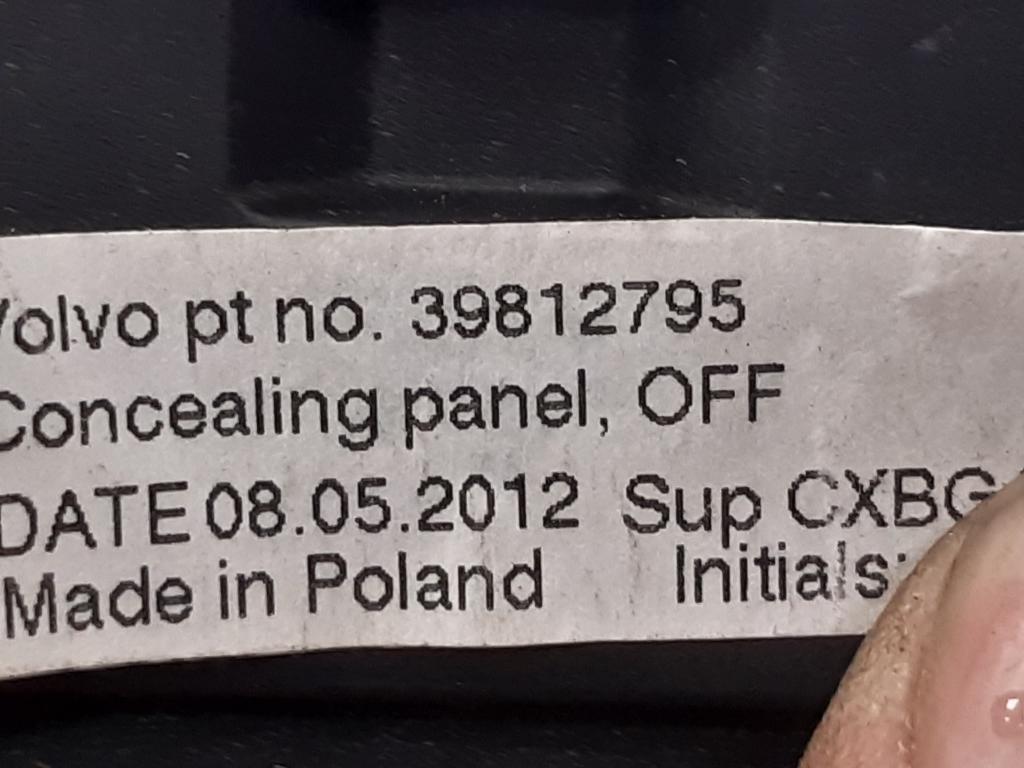 Volvo pt no. 39812795
Concealing panel, OFF
DATE 08.05.2012 Sup CXBG
Made in Poland Initials: